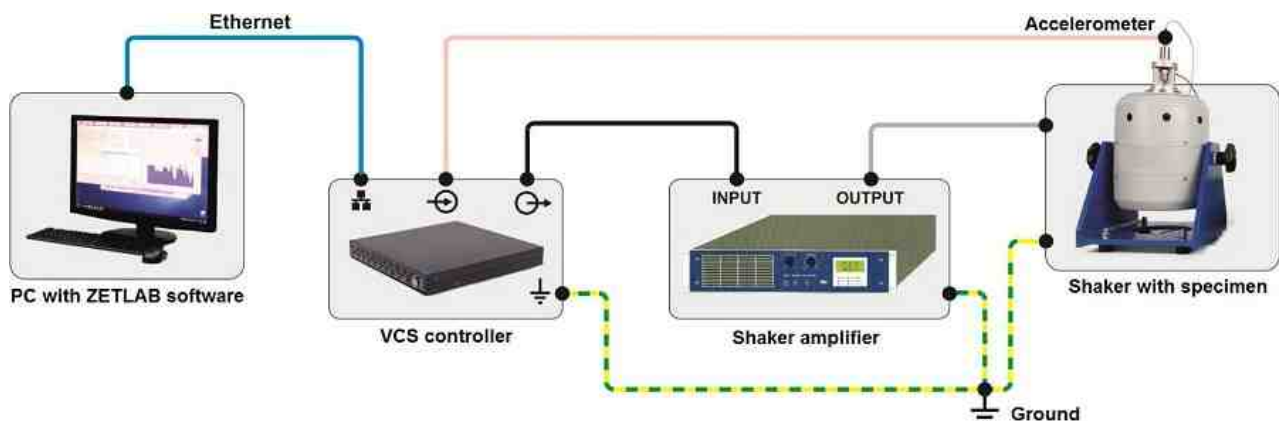 Ethernet
Accelerometer
INPUT
OUTPUT
PC with ZETLAB software
VCS controller
Shaker amplifier
Shaker with specimen
Ground